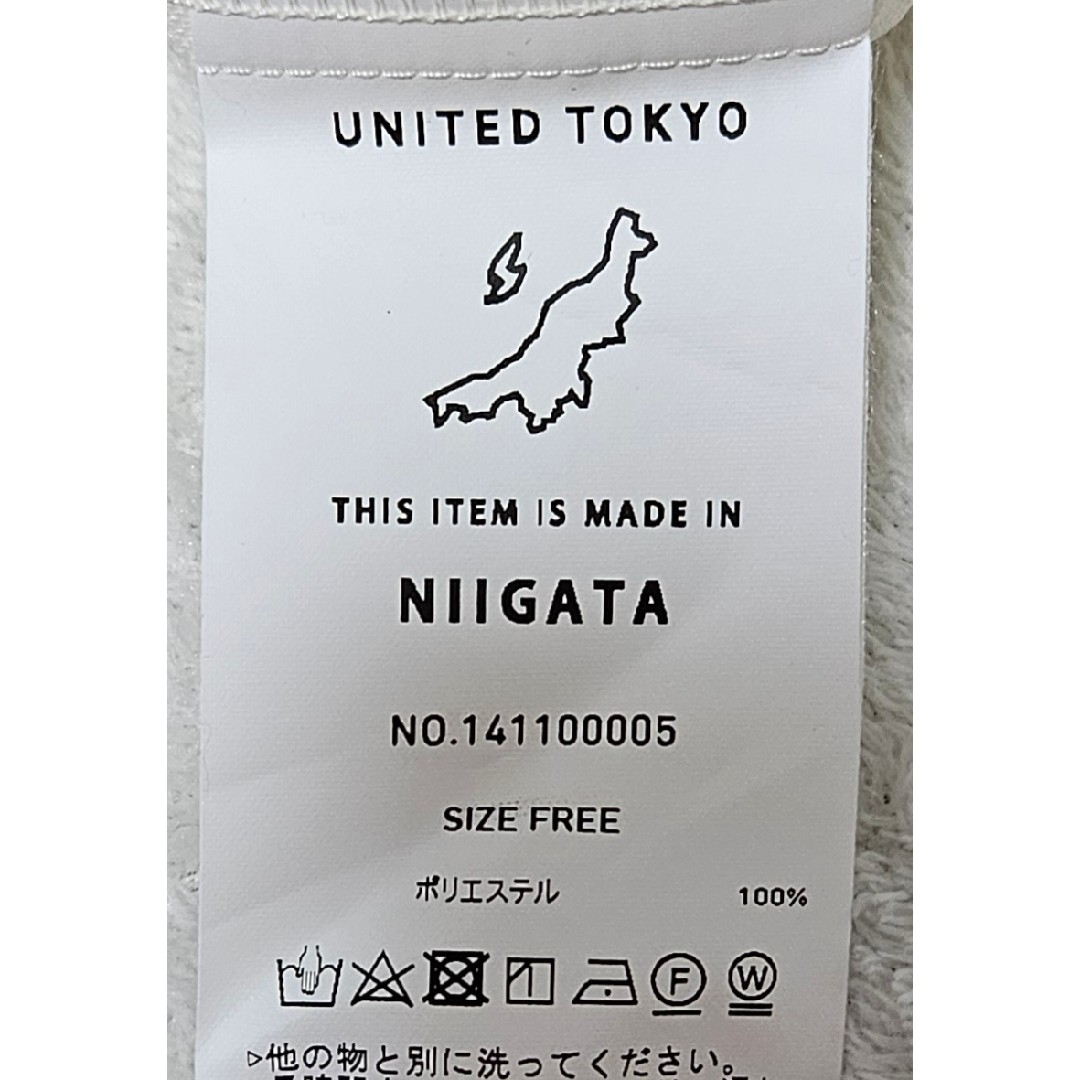 UNITED TOKYO
THIS ITEM IS MADE IN
NIIGATA
NO.141100005
SIZE FREE
ポリエステル 100%
F W
▷他の物と別に洗ってください。